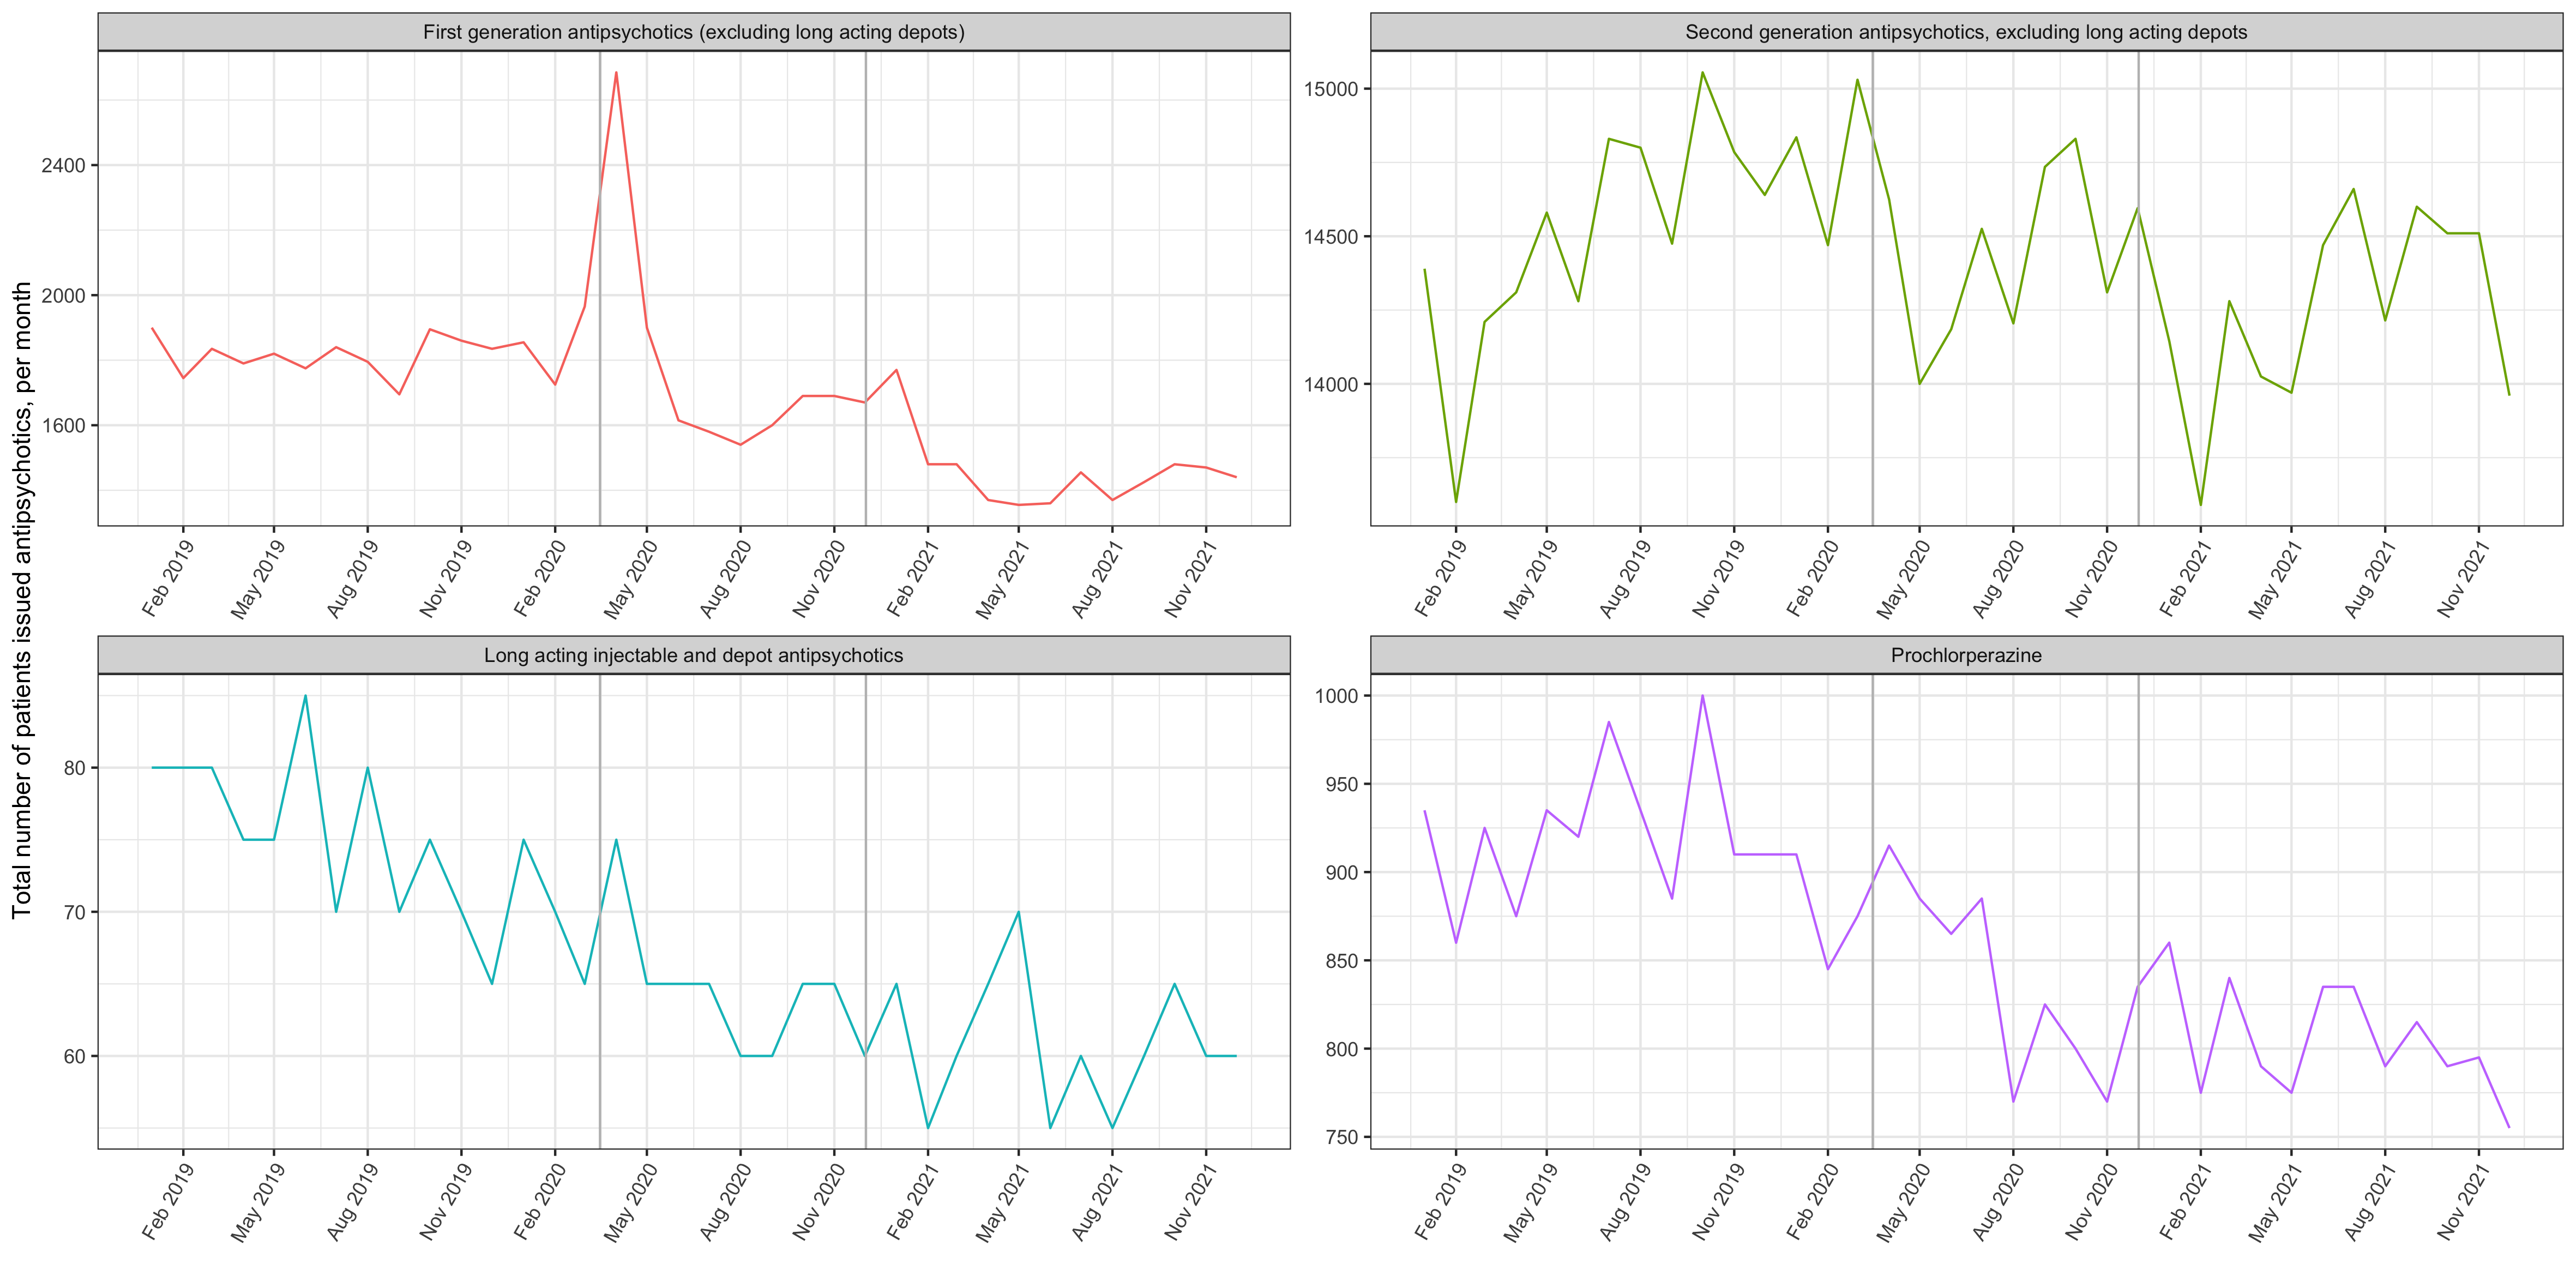 First generation antipsychotics (excluding long acting depots)
Second generation antipsychotics, excluding long acting depots
Total number of patients issued antipsychotics, per month
2400
2000
1600
Feb 2019
May 2019
Aug 2019
Nov 2019
Feb 2020
May 2020
Aug 2020
Nov 2020
Feb 2021
May 2021
Aug 2021
Nov 2021
15000
14500
14000
Feb 2019
May 2019
Aug 2019
Nov 2019
Feb 2020
May 2020
Aug 2020
Nov 2020
Feb 2021
May 2021
Aug 2021
Nov 2021
Long acting injectable and depot antipsychotics
Prochlorperazine
80
70
60
Feb 2019
May 2019
Aug 2019
Nov 2019
Feb 2020
May 2020
Aug 2020
Nov 2020
Feb 2021
May 2021
Aug 2021
Nov 2021
1000
950
900
850
800
750
Feb 2019
May 2019
Aug 2019
Nov 2019
Feb 2020
May 2020
Aug 2020
Nov 2020
Feb 2021
May 2021
Aug 2021
Nov 2021